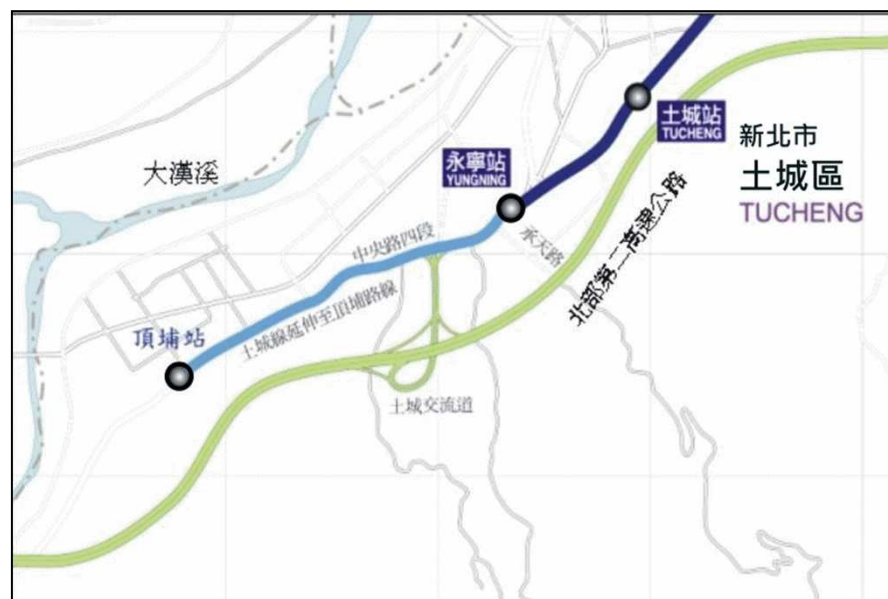 土城站
TUCHENG
新北市
土城區
TUCHENG
永寧站
YUNGNING
大漢溪
北部第二高速公路
承天路
中央路四段
土城線延伸至頂埔路線
頂埔站
土城交流道